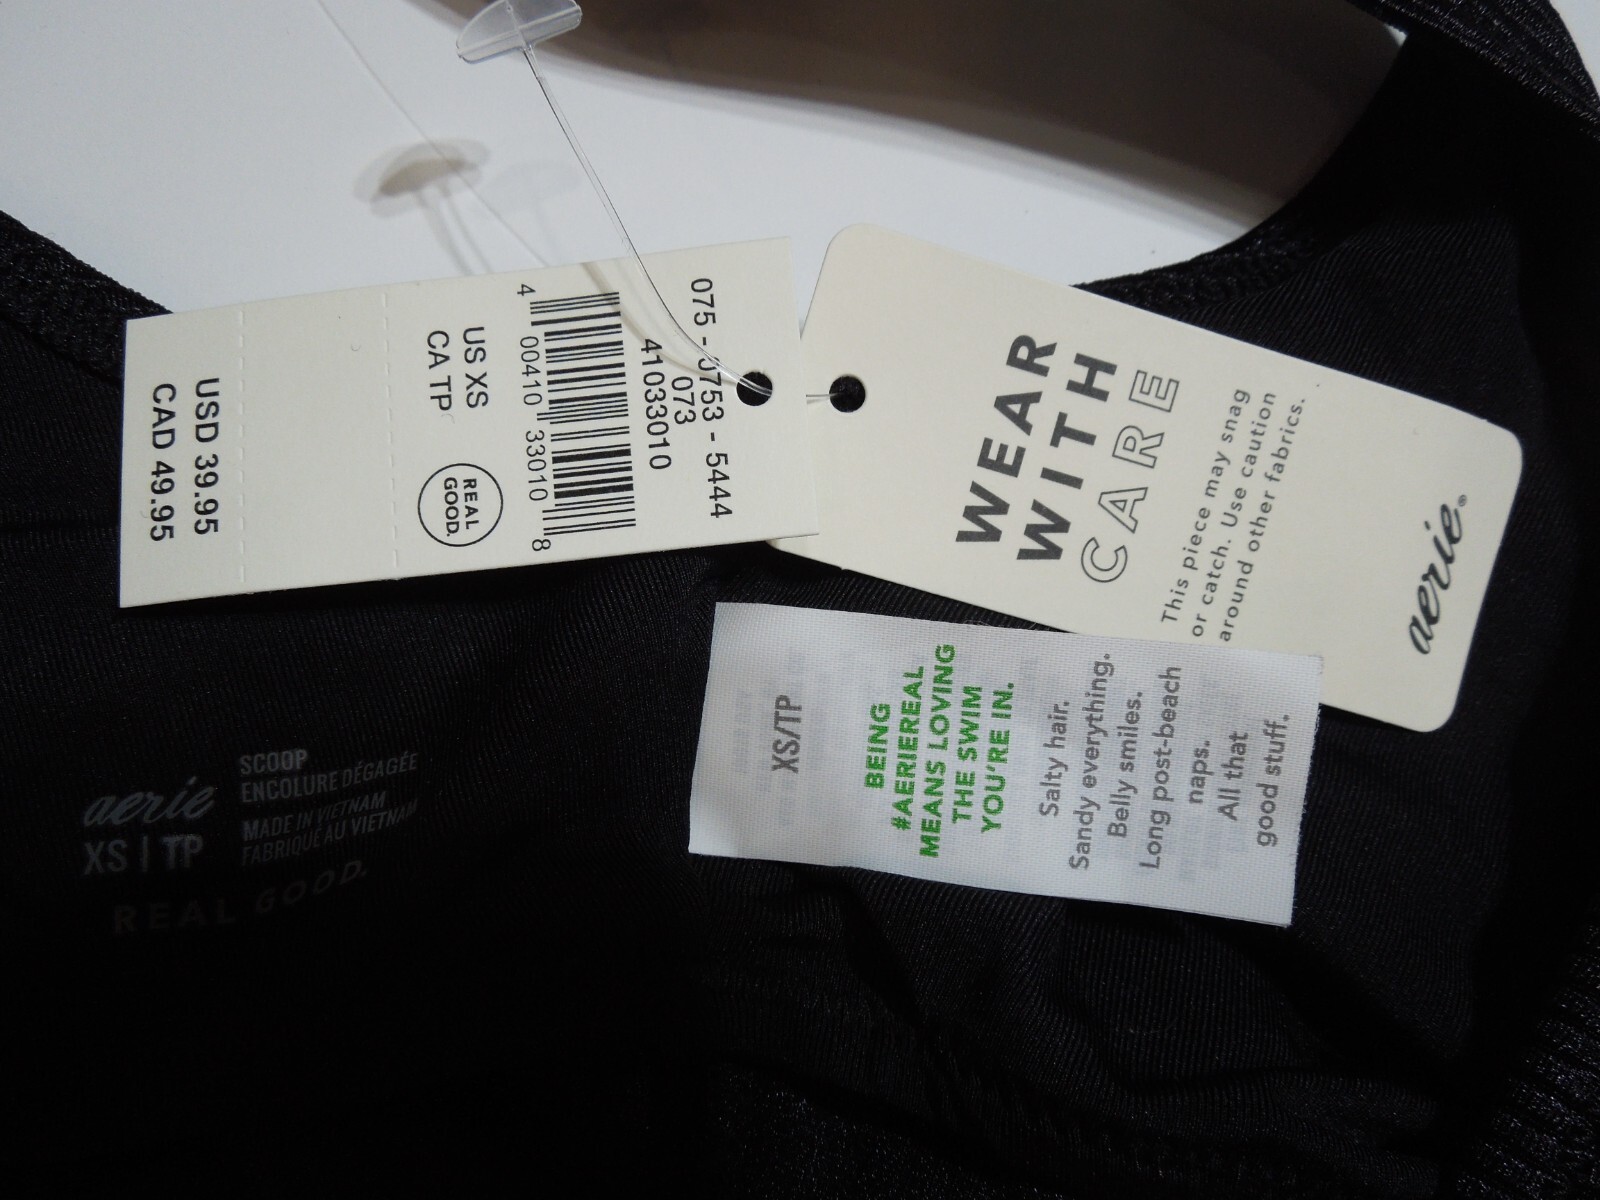 075 - 0753 - 5444
073
41033010
4 00410 33010 8
US XS
CA TP
REAL
GOOD.
USD 39.95
CAD 49.95
WEAR
WITH
CARE
This piece may snag
or catch. Use caution
around other fabrics.
aerie®
XS/TP
BEING
#AERIEREAL
MEANS LOVING
THE SWIM
YOU'RE IN.
Salty hair.
Sandy everything.
Belly smiles.
Long post-beach
naps.
All that
good stuff.
aerie
XS | TP
SCOOP
ENCOLURE DÉGAGÉE
MADE IN VIETNAM
FABRIQUÉ AU VIETNAM
REAL GOOD.